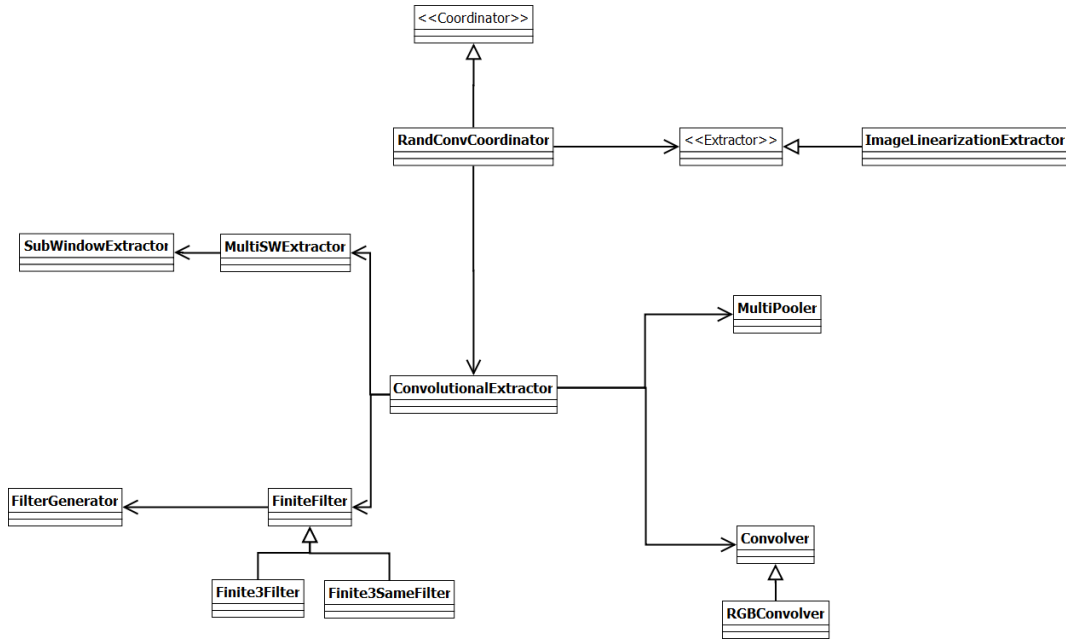 <<Coordinator>>
RandConvCoordinator
<<Extractor>>
ImageLinearizationExtractor
SubWindowExtractor
MultiSWExtractor
MultiPooler
ConvolutionalExtractor
FilterGenerator
FiniteFilter
Convolver
Finite3Filter
Finite3SameFilter
RGBConvolver